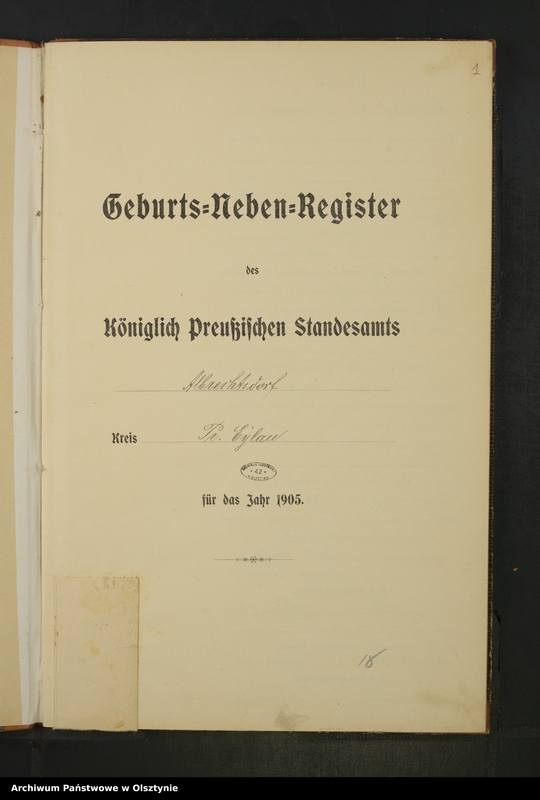 1
Geburts=Neben=Register
des
Königlich Preußischen Standesamts
Albrechtsdorf
Kreis Pr. Eylau
42
für das Jahr 1905.
18
Archiwum Państwowe w Olsztynie